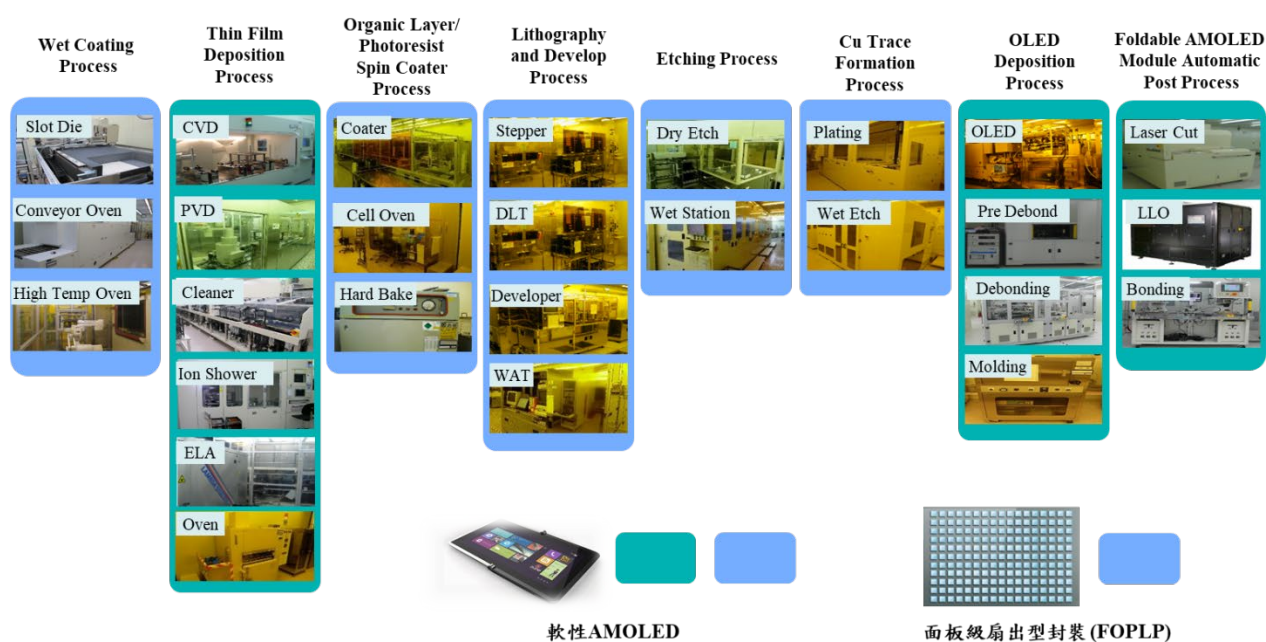 Wet Coating
Process
Thin Film
Deposition
Process
Organic Layer/
Photoresist
Spin Coater
Process
Lithography
and Develop
Process
Etching Process
Cu Trace
Formation
Process
OLED
Deposition
Process
Foldable AMOLED
Module Automatic
Post Process
Slot Die
Conveyor Oven
High Temp Oven
CVD
PVD
Cleaner
Ion Shower
ELA
Oven
Coater
Cell Oven
Hard Bake
Stepper
DLT
Developer
WAT
Dry Etch
Wet Station
Plating
Wet Etch
OLED
Pre Debond
Debonding
Molding
Laser Cut
LLO
Bonding
軟性AMOLED
面板級扇出型封裝 (FOPLP)